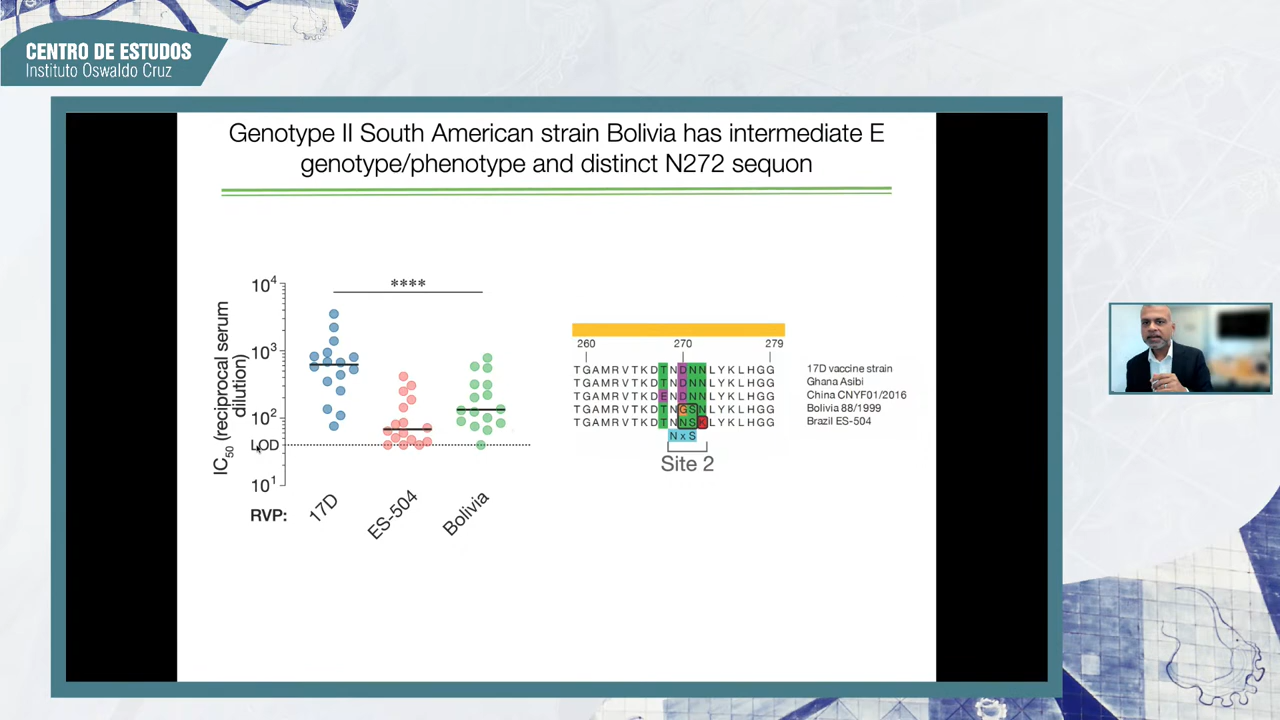 CENTRO DE ESTUDOS
Instituto Oswaldo Cruz
Genotype II South American strain Bolivia has intermediate E
genotype/phenotype and distinct N272 sequon
****
10⁴
10³
10²
LOD
10¹
IC₅₀ (reciprocal serum
dilution)
RVP:
17D
ES-504
Bolivia
260 270 279
TGAMRVTKDTNDNNLYKLHGG 17D vaccine strain
TGAMRVTKDTNDNNLYKLHGG Ghana Asibi
TGAMRVTKDENDNNLYKLHGG China CNYF01/2016
TGAMRVTKDTNGSNLYKLHGG Bolivia 88/1999
TGAMRVTKDTNNSKLYKLHGG Brazil ES-504
NxS
Site 2